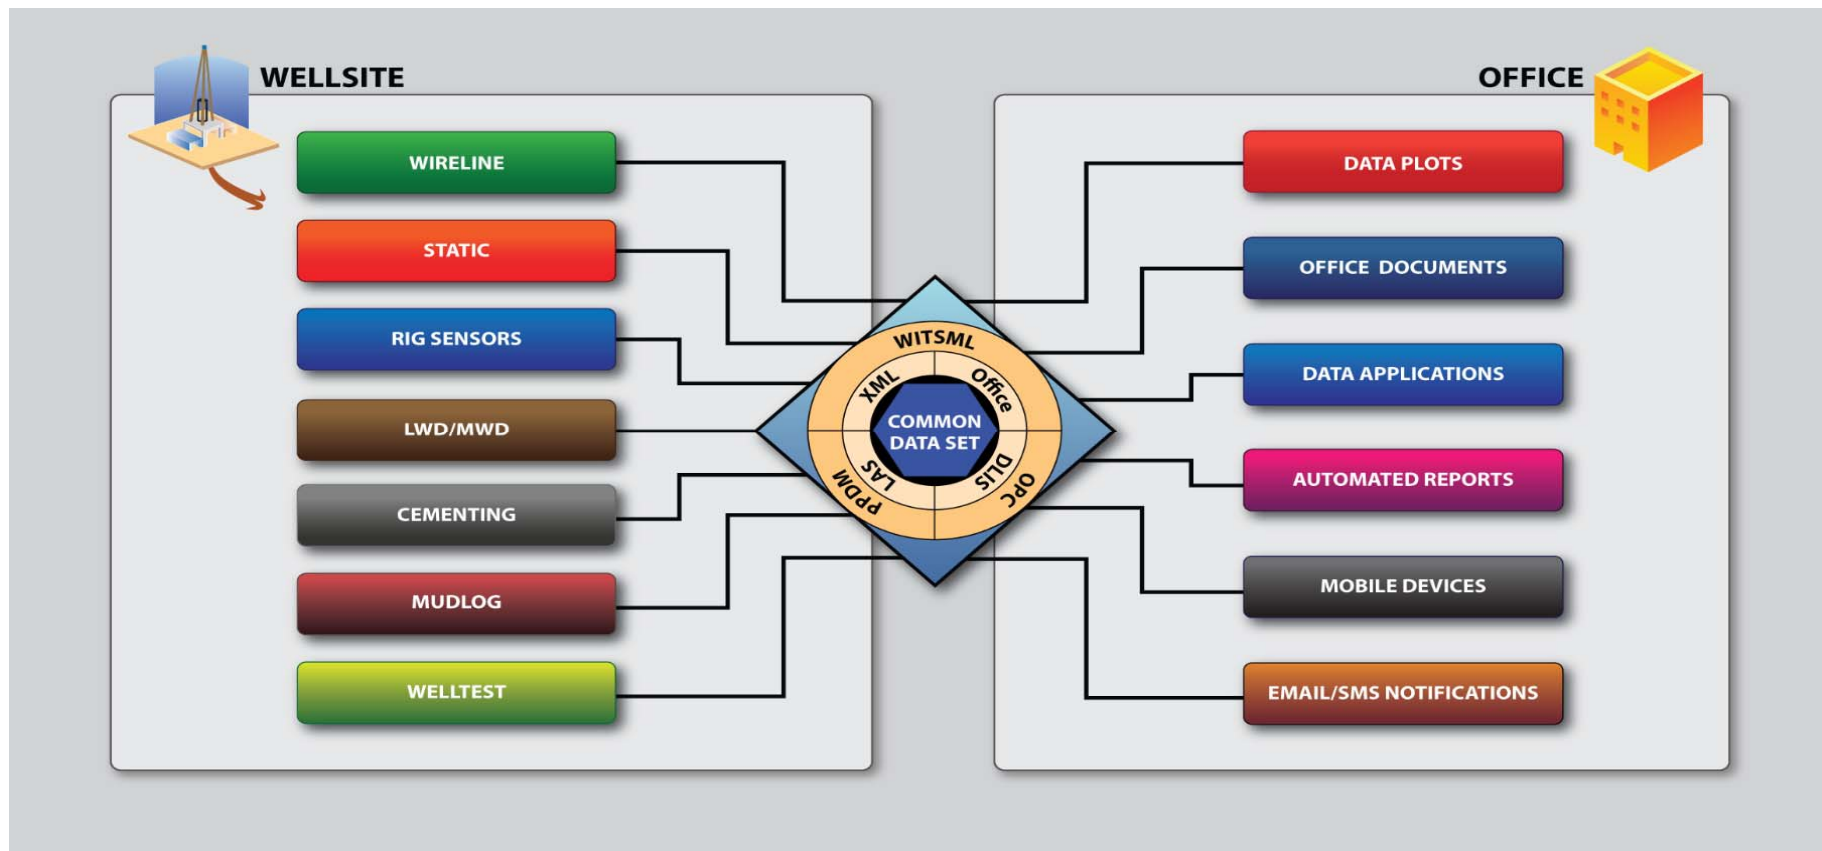 WELLSITE
OFFICE
WIRELINE
STATIC
RIG SENSORS
LWD/MWD
CEMENTING
MUDLOG
WELLTEST
WITSML
XML
Office
COMMON
DATA SET
LAS
DLIS
PPDM
OPC
DATA PLOTS
OFFICE DOCUMENTS
DATA APPLICATIONS
AUTOMATED REPORTS
MOBILE DEVICES
EMAIL/SMS NOTIFICATIONS